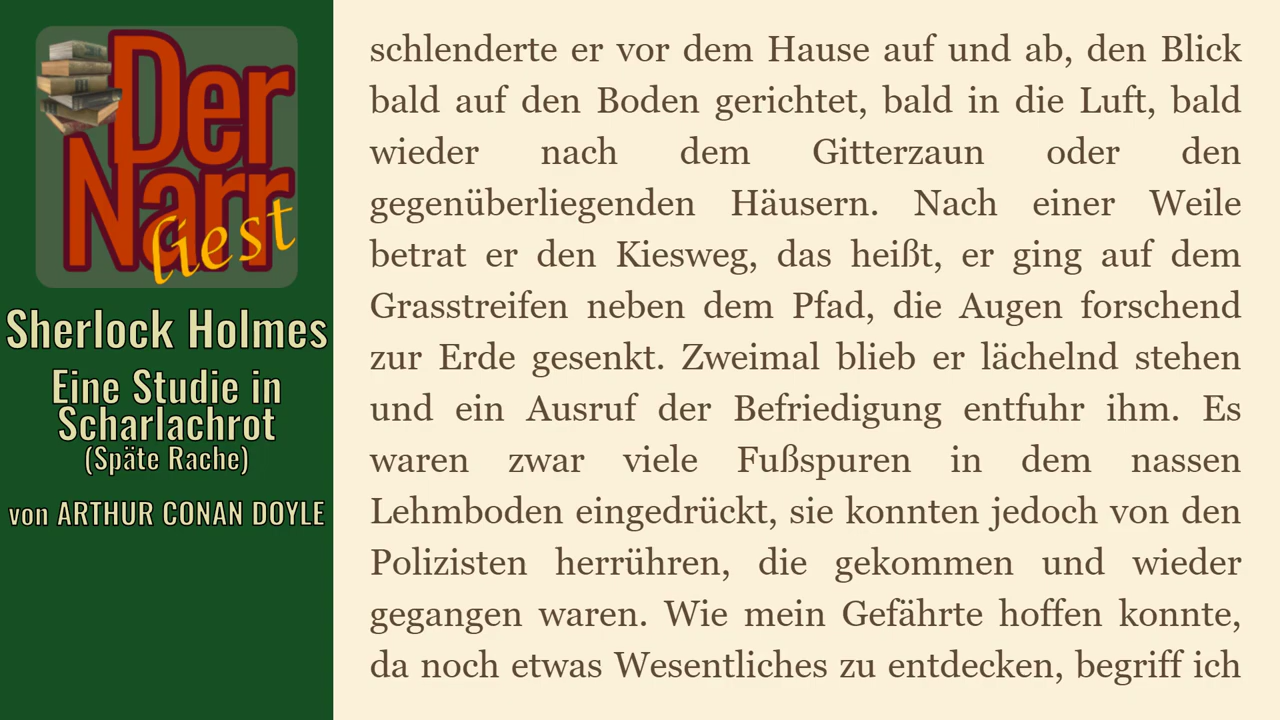 Der
Narr
liest
Sherlock Holmes
Eine Studie in
Scharlachrot
(Späte Rache)
von ARTHUR CONAN DOYLE
schlenderte er vor dem Hause auf und ab, den Blick
bald auf den Boden gerichtet, bald in die Luft, bald
wieder nach dem Gitterzaun oder den
gegenüberliegenden Häusern. Nach einer Weile
betrat er den Kiesweg, das heißt, er ging auf dem
Grasstreifen neben dem Pfad, die Augen forschend
zur Erde gesenkt. Zweimal blieb er lächelnd stehen
und ein Ausruf der Befriedigung entfuhr ihm. Es
waren zwar viele Fußspuren in dem nassen
Lehmboden eingedrückt, sie konnten jedoch von den
Polizisten herrühren, die gekommen und wieder
gegangen waren. Wie mein Gefährte hoffen konnte,
da noch etwas Wesentliches zu entdecken, begriff ich